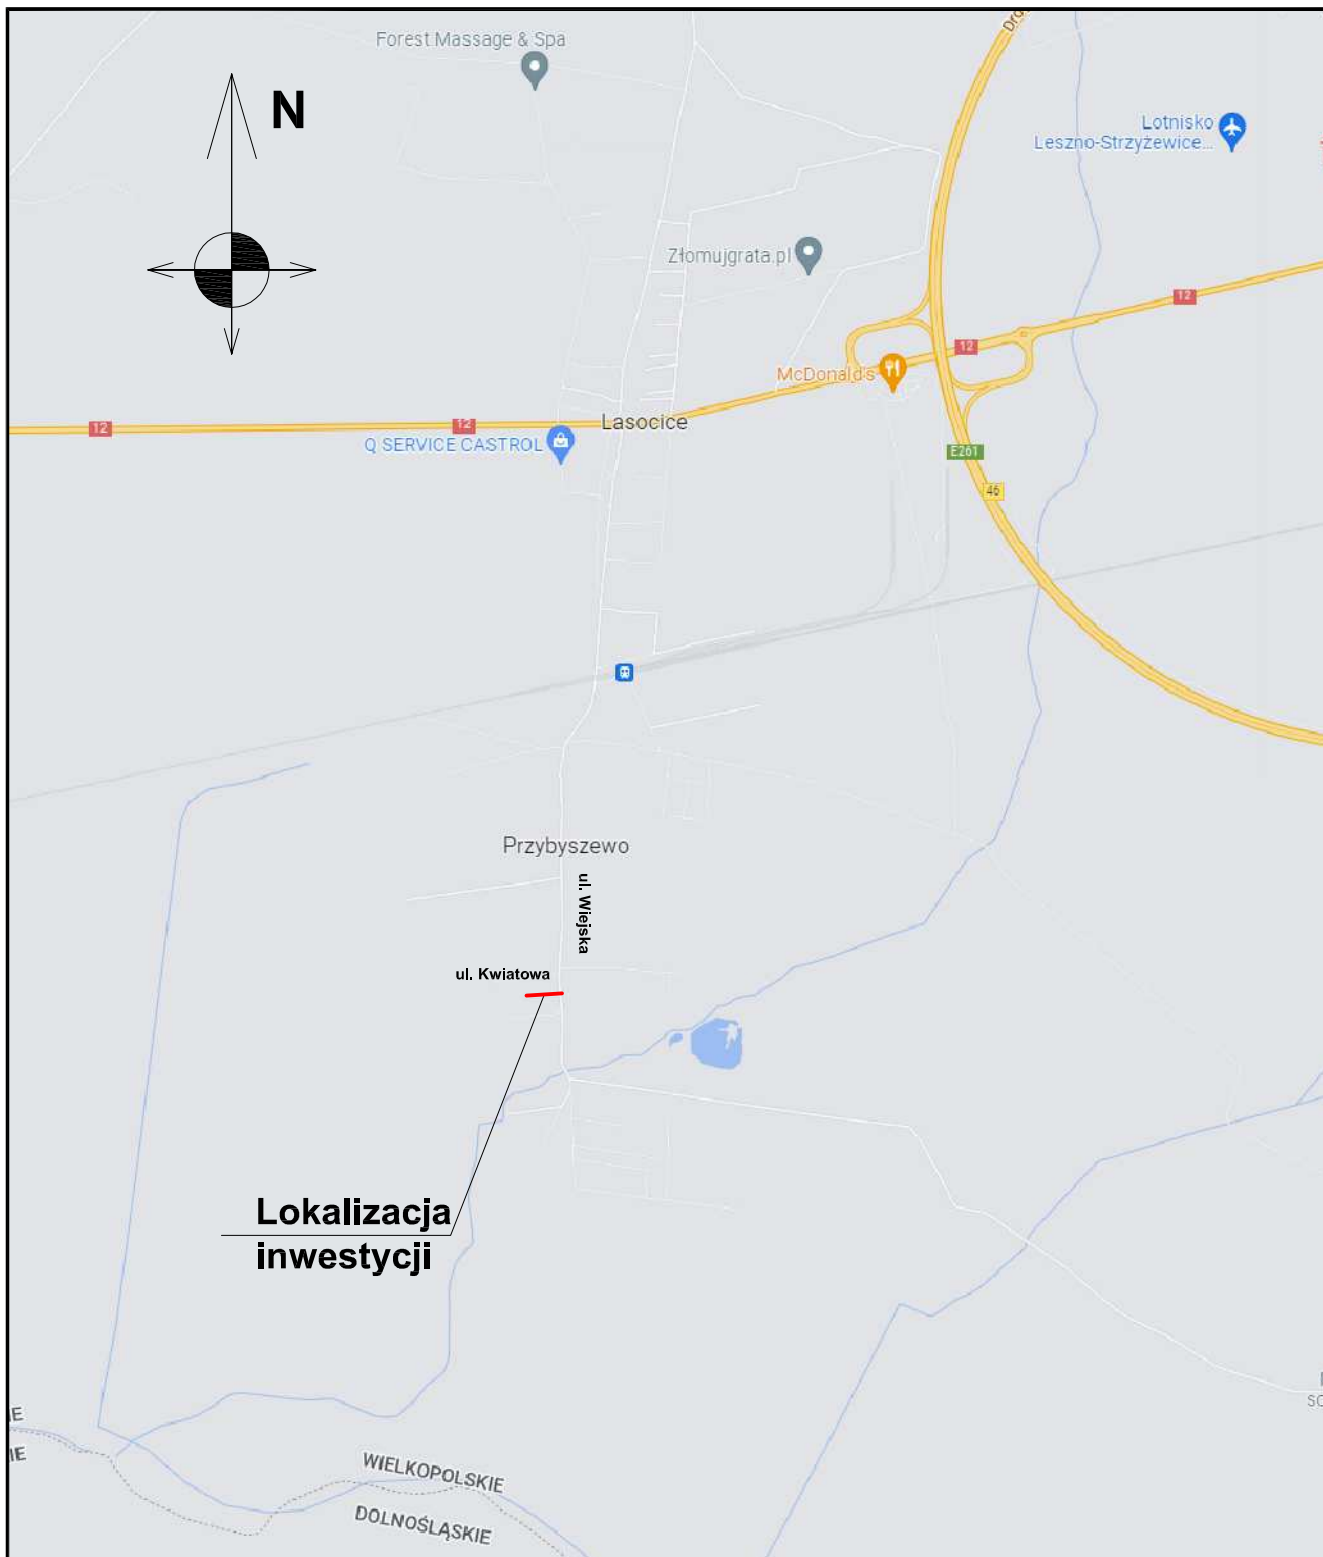 Forest Massage & Spa
N
Lotnisko
Leszno-Strzyżewice...
Złomujgrata.pl
12
12
McDonald's
12
12
Lasocice
Q SERVICE CASTROL
E261
46
Przybyszewo
ul. Wiejska
ul. Kwiatowa
Lokalizacja
inwestycji
WIELKOPOLSKIE
DOLNOŚLĄSKIE